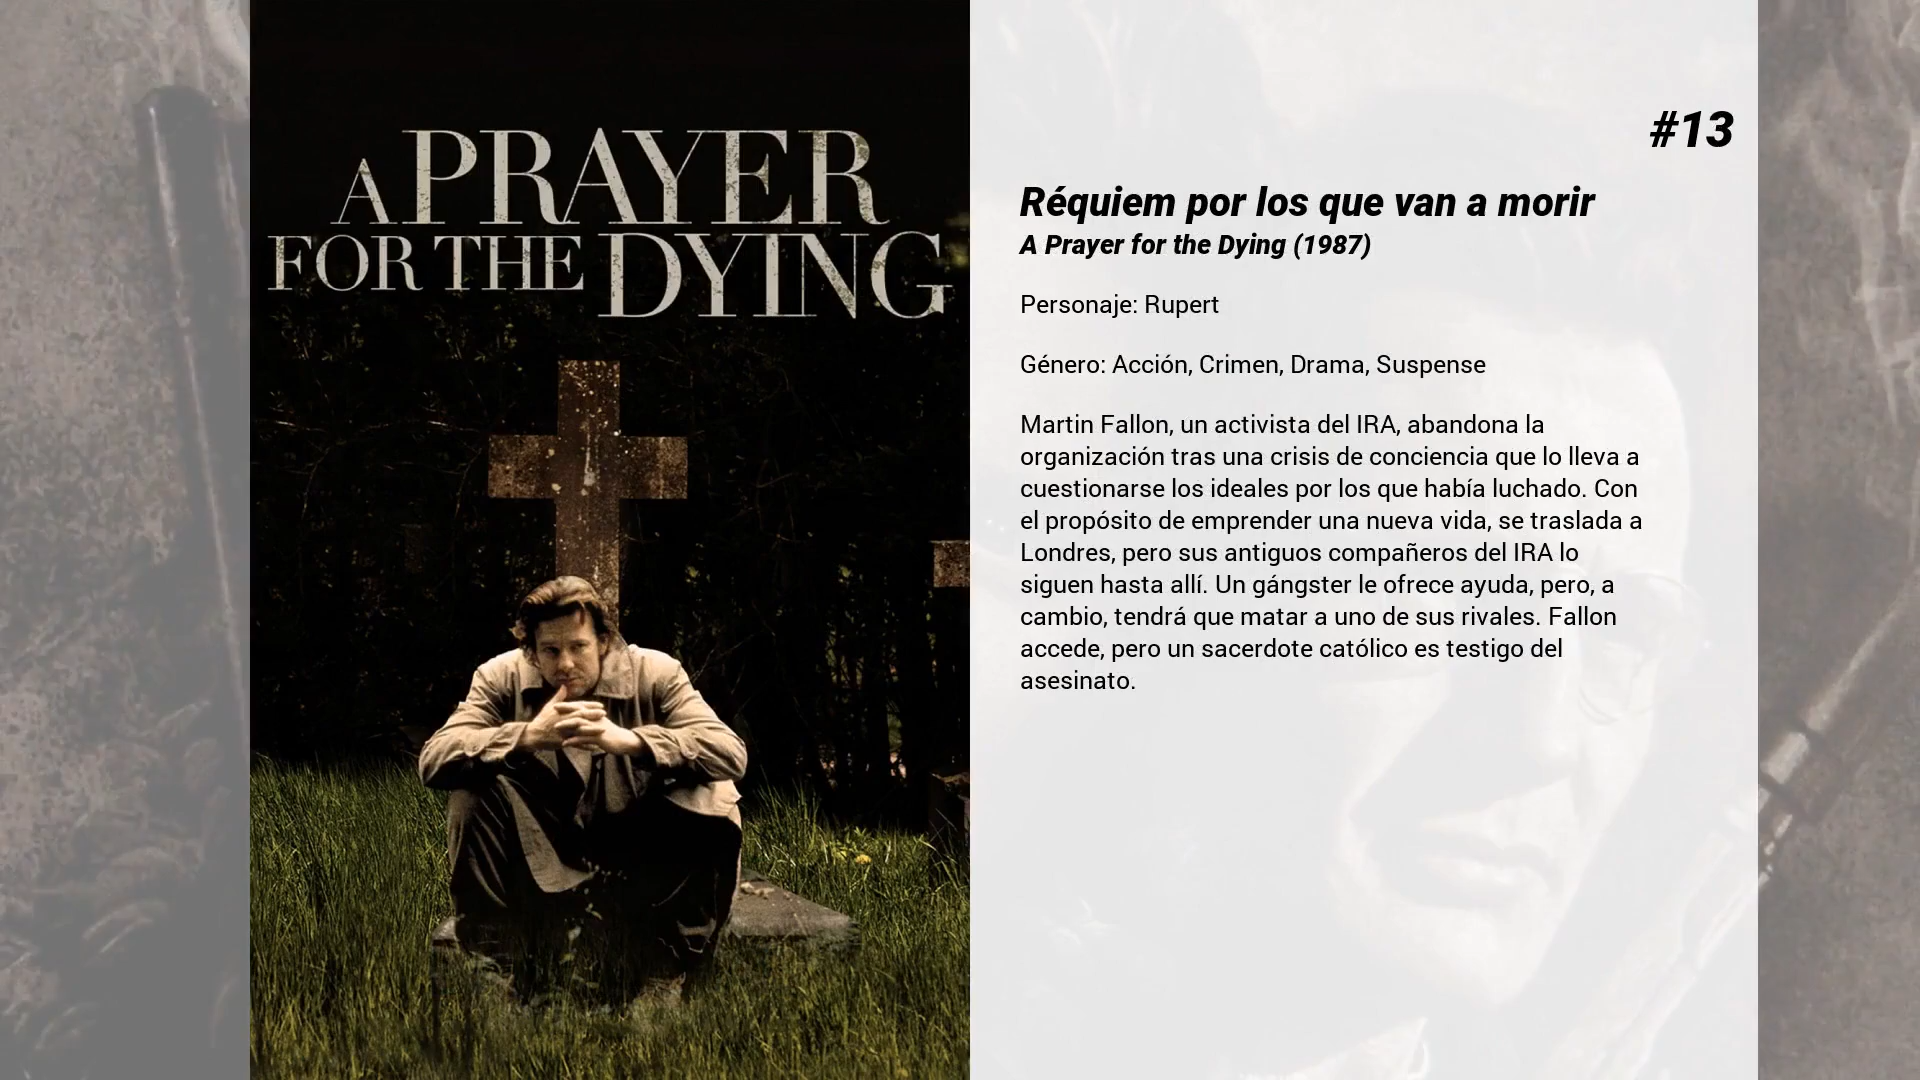 A PRAYER
FOR THE DYING
#13
Réquiem por los que van a morir
A Prayer for the Dying (1987)
Personaje: Rupert
Género: Acción, Crimen, Drama, Suspense
Martin Fallon, un activista del IRA, abandona la
organización tras una crisis de conciencia que lo lleva a
cuestionarse los ideales por los que había luchado. Con
el propósito de emprender una nueva vida, se traslada a
Londres, pero sus antiguos compañeros del IRA lo
siguen hasta allí. Un gángster le ofrece ayuda, pero, a
cambio, tendrá que matar a uno de sus rivales. Fallon
accede, pero un sacerdote católico es testigo del
asesinato.